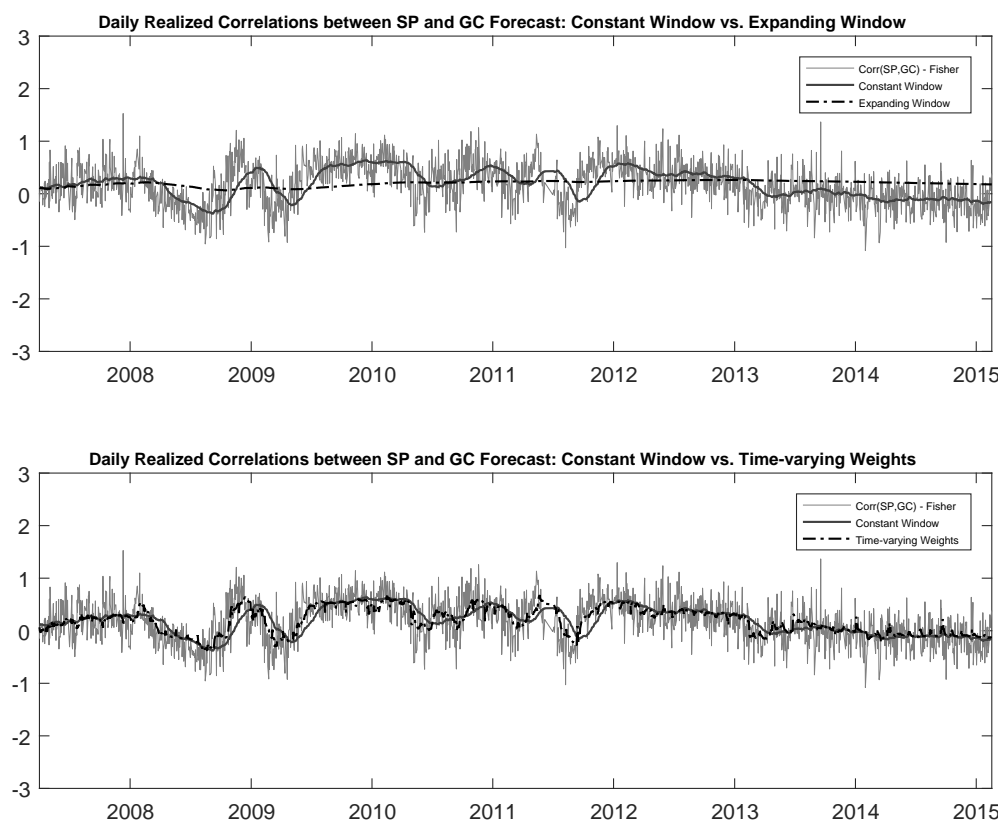 Daily Realized Correlations between SP and GC Forecast: Constant Window vs. Expanding Window
3
Corr(SP,GC) - Fisher
Constant Window
Expanding Window
2
1
0
-1
-2
-3
2008 2009 2010 2011 2012 2013 2014 2015
Daily Realized Correlations between SP and GC Forecast: Constant Window vs. Time-varying Weights
3
Corr(SP,GC) - Fisher
Constant Window
Time-varying Weights
2
1
0
-1
-2
-3
2008 2009 2010 2011 2012 2013 2014 2015